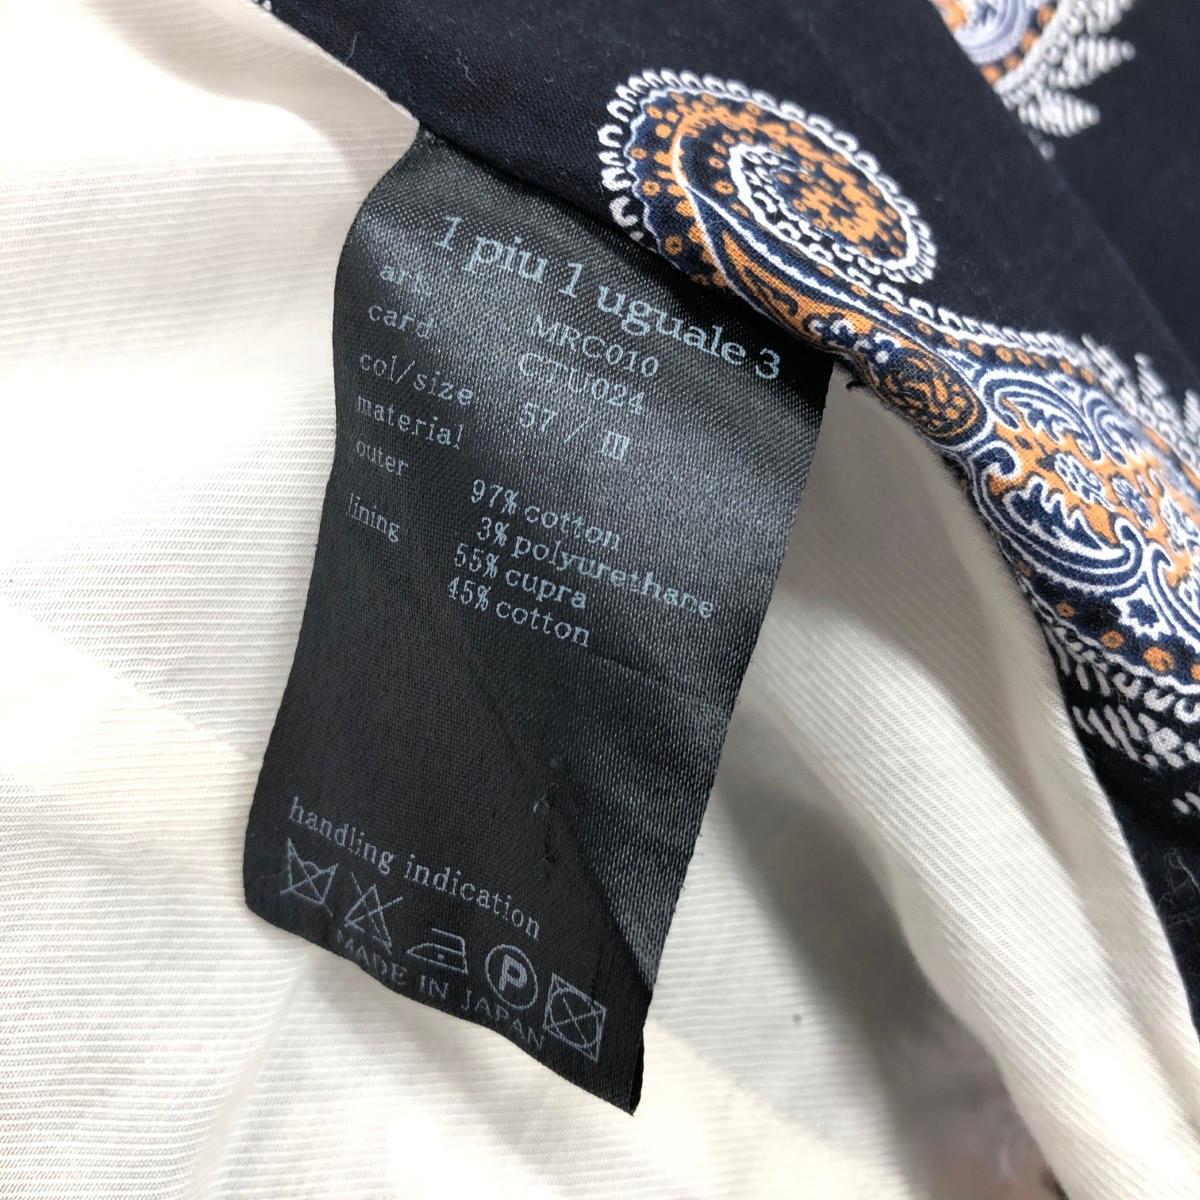 1 piu 1 uguale 3
art. MRC010
card CTU024
col/size 57 / III
material
outer 97% cotton
3% polyurethane
lining 55% cupra
45% cotton
handling indication
P
MADE IN JAPAN